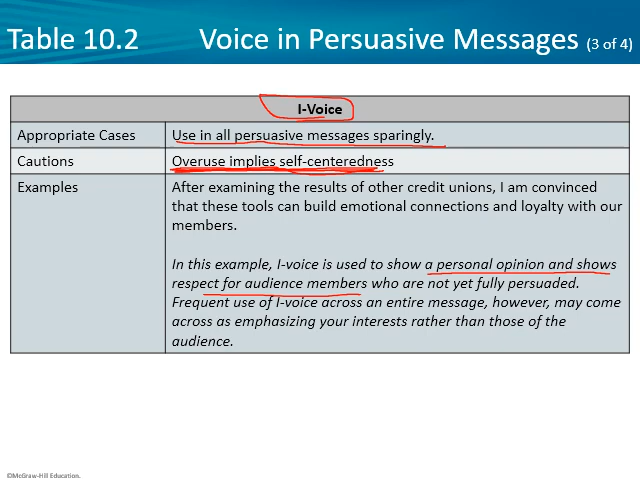 Table 10.2 Voice in Persuasive Messages (3 of 4)
I-Voice
Appropriate Cases Use in all persuasive messages sparingly.
Cautions Overuse implies self-centeredness
Examples After examining the results of other credit unions, I am convinced
that these tools can build emotional connections and loyalty with our
members.
In this example, I-voice is used to show a personal opinion and shows
respect for audience members who are not yet fully persuaded.
Frequent use of I-voice across an entire message, however, may come
across as emphasizing your interests rather than those of the
audience.
©McGraw-Hill Education.